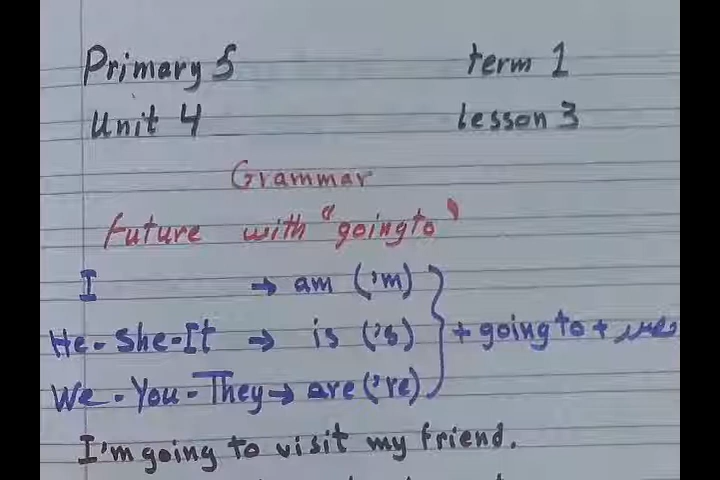 Primary 5 term 1
Unit 4 lesson 3
Grammar
Future with "going to"
I → am ('m)
He - She - It → is ('s) } + going to +
We - You - They → are ('re)
I'm going to visit my friend.